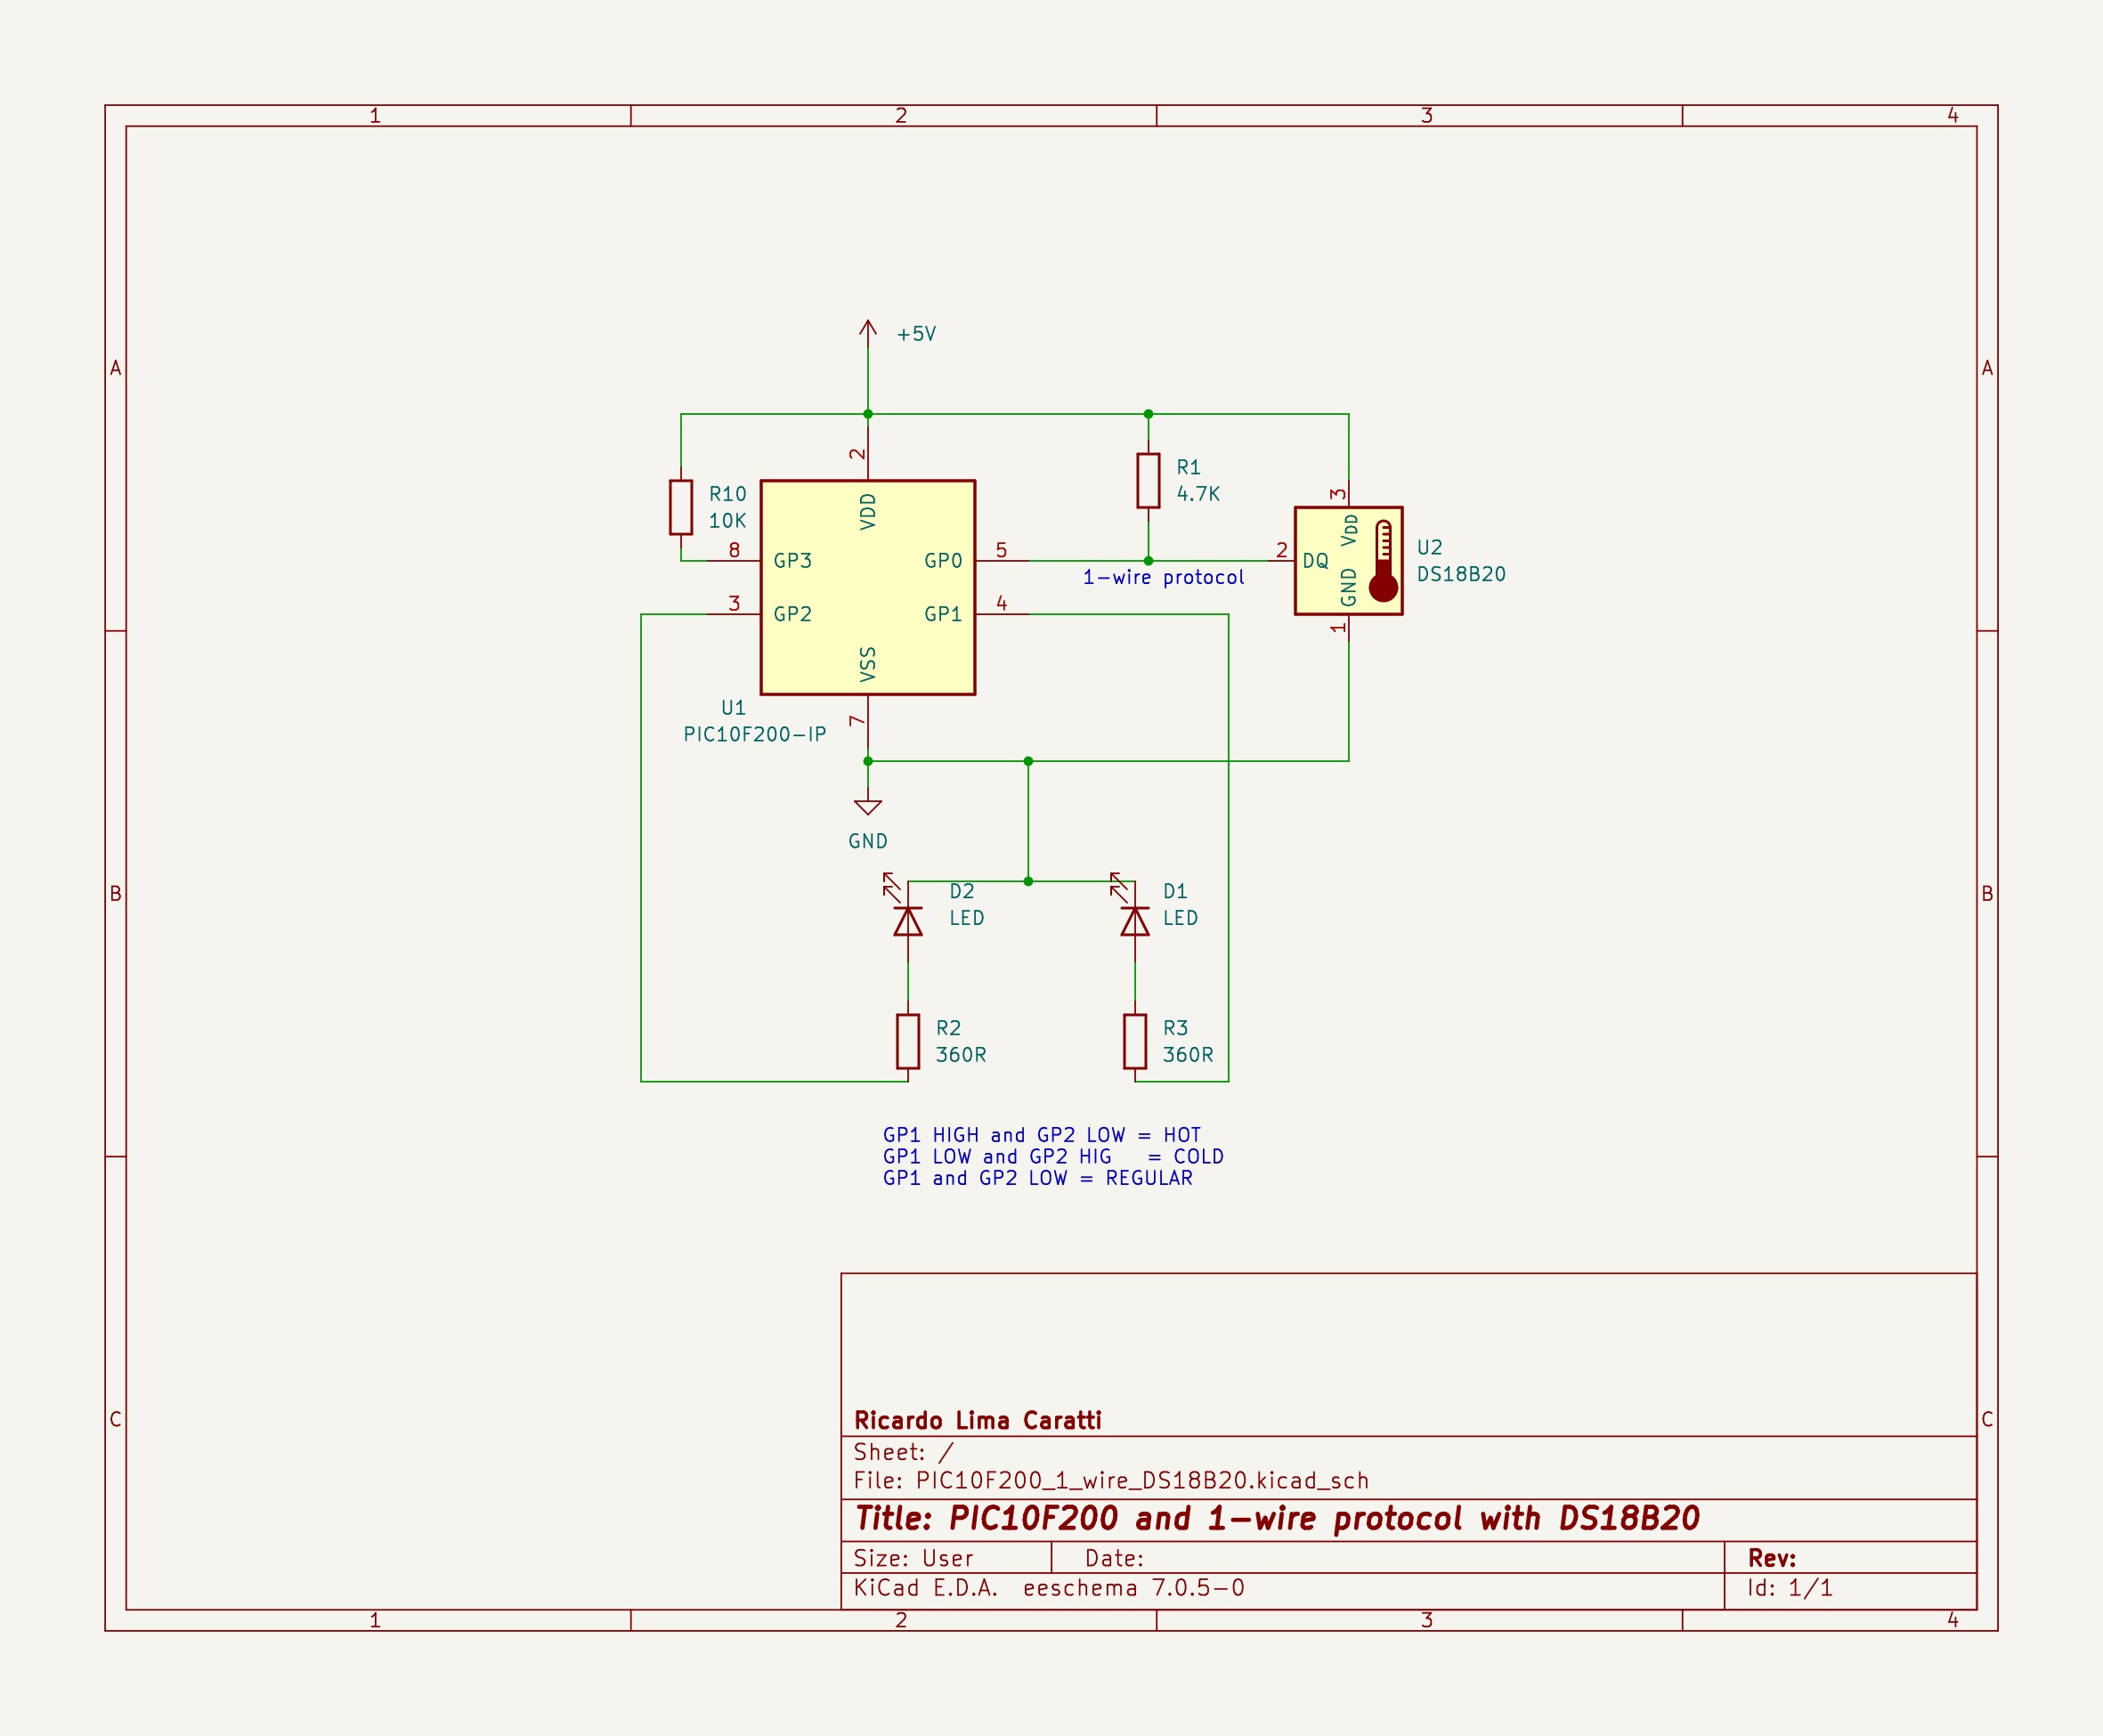 1 2 3 4
A A
B B
C C
+5V
R10
10K
R1
4.7K
2
VDD
8
GP3
3
GP2
GP0
5
GP1
4
VSS
7
1-wire protocol
3
VDD
2
DQ
GND
1
U2
DS18B20
U1
PIC10F200-IP
GND
D2
LED
D1
LED
R2
360R
R3
360R
GP1 HIGH and GP2 LOW = HOT
GP1 LOW and GP2 HIG = COLD
GP1 and GP2 LOW = REGULAR
Ricardo Lima Caratti
Sheet: /
File: PIC10F200_1_wire_DS18B20.kicad_sch
Title: PIC10F200 and 1-wire protocol with DS18B20
Size: User Date: Rev:
KiCad E.D.A. eeschema 7.0.5-0 Id: 1/1
1 2 3 4